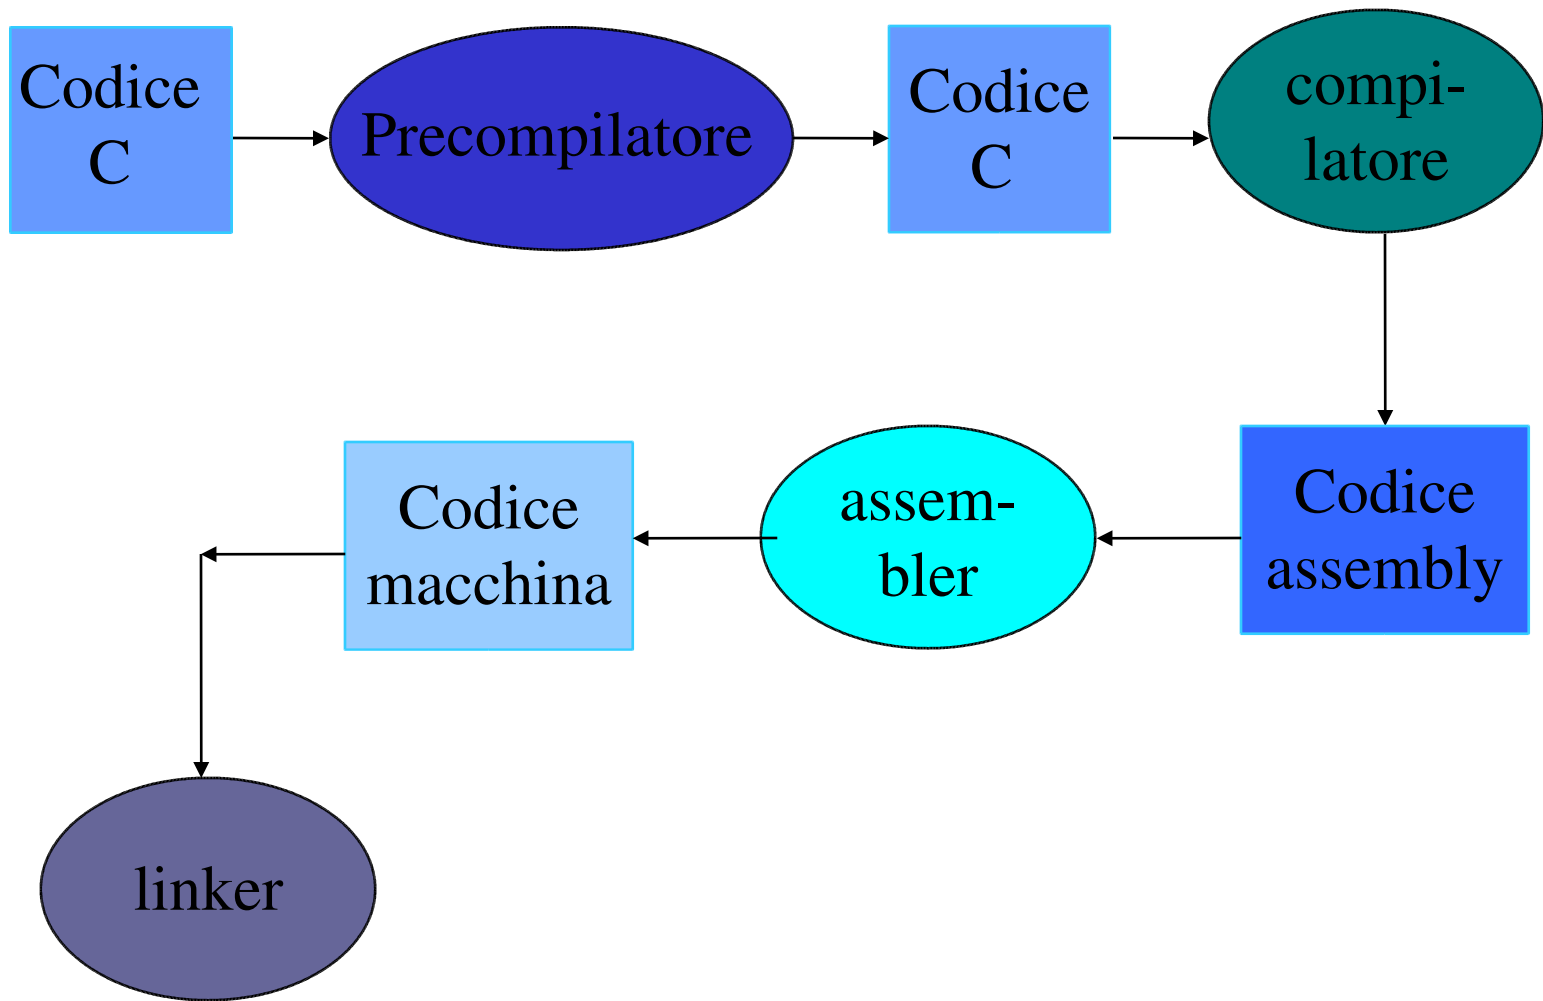 Codice
C
Precompilatore
Codice
C
compi-
latore
Codice
assembly
assem-
bler
Codice
macchina
linker